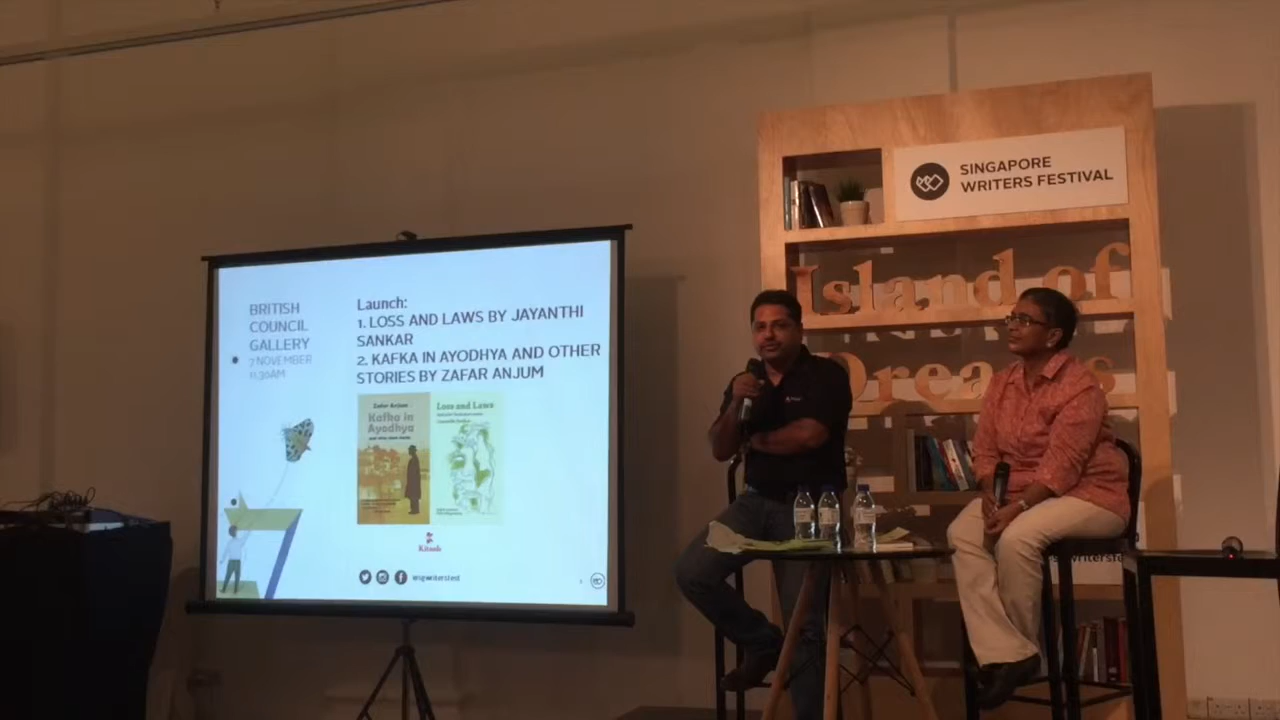 BRITISH
COUNCIL
GALLERY
7 NOVEMBER
11:30AM
Launch:
1. LOSS AND LAWS BY JAYANTHI
SANKAR
2. KAFKA IN AYODHYA AND OTHER
STORIES BY ZAFAR ANJUM
Zafar Anjum
Kafka in
Ayodhya
Loss and Laws
Kitaab
SINGAPORE
WRITERS FESTIVAL
Island of
Dreams